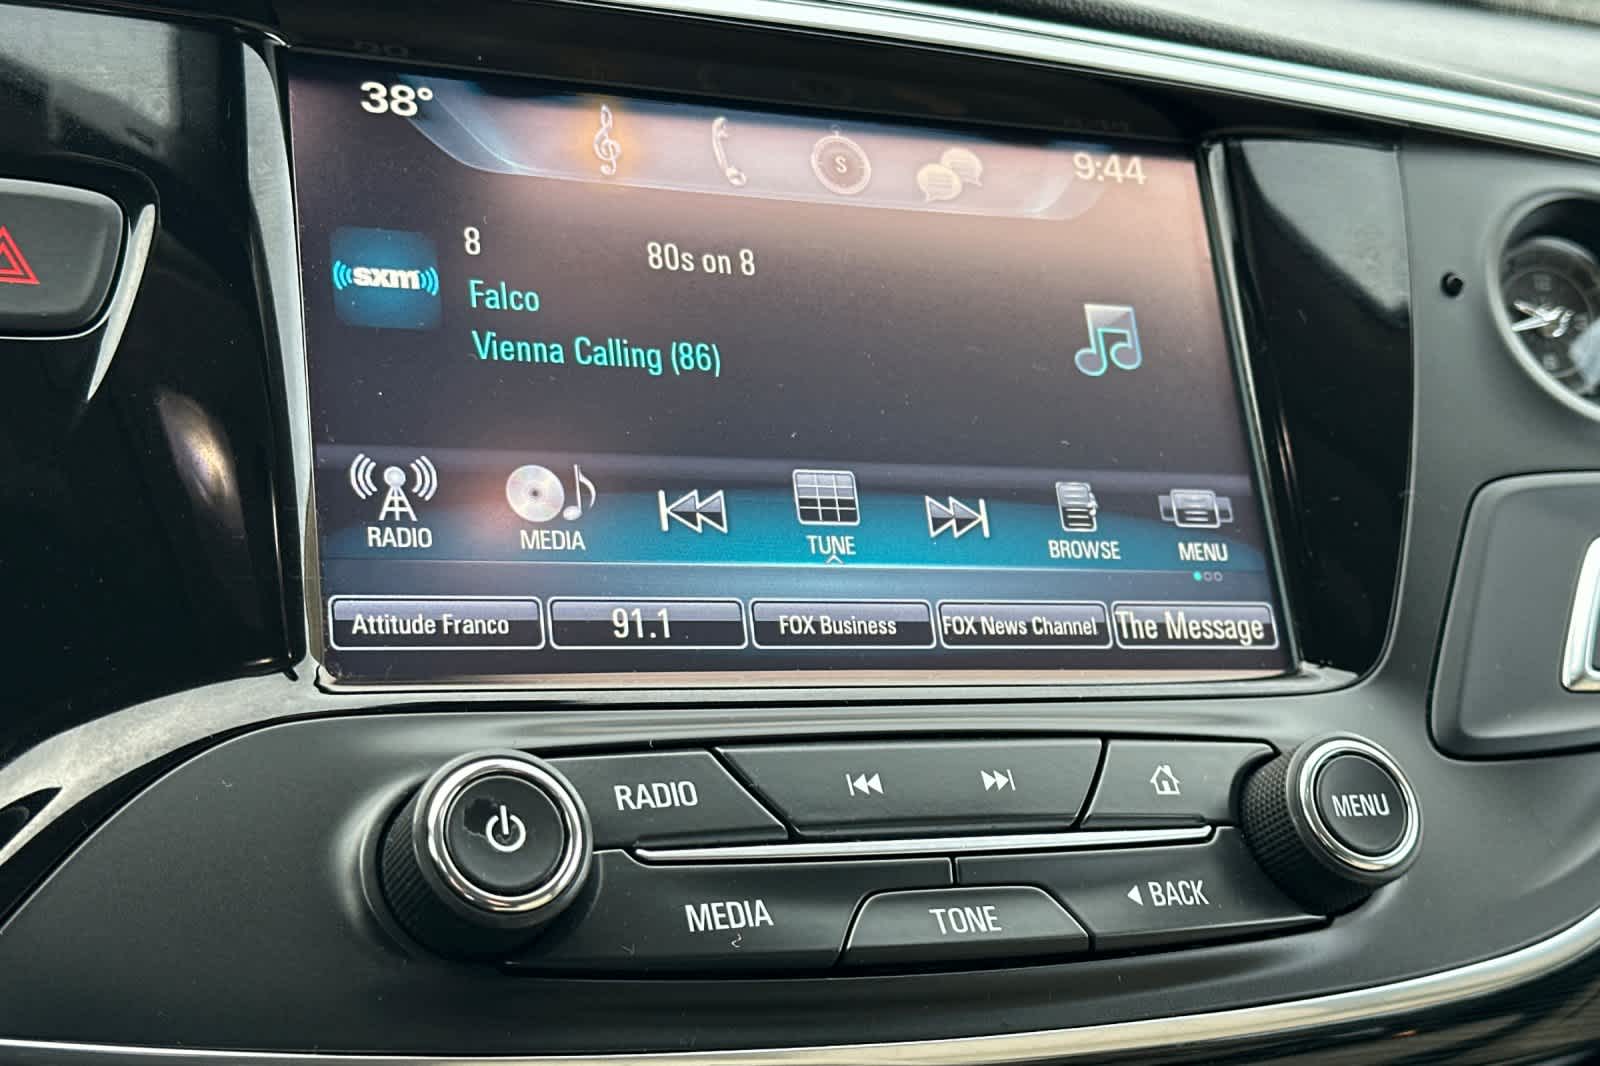 38°
S
9:44
sxm
8
80s on 8
Falco
Vienna Calling (86)
RADIO
MEDIA
TUNE
BROWSE
MENU
Attitude Franco
91.1
FOX Business
FOX News Channel
The Message
RADIO
MENU
MEDIA
TONE
BACK